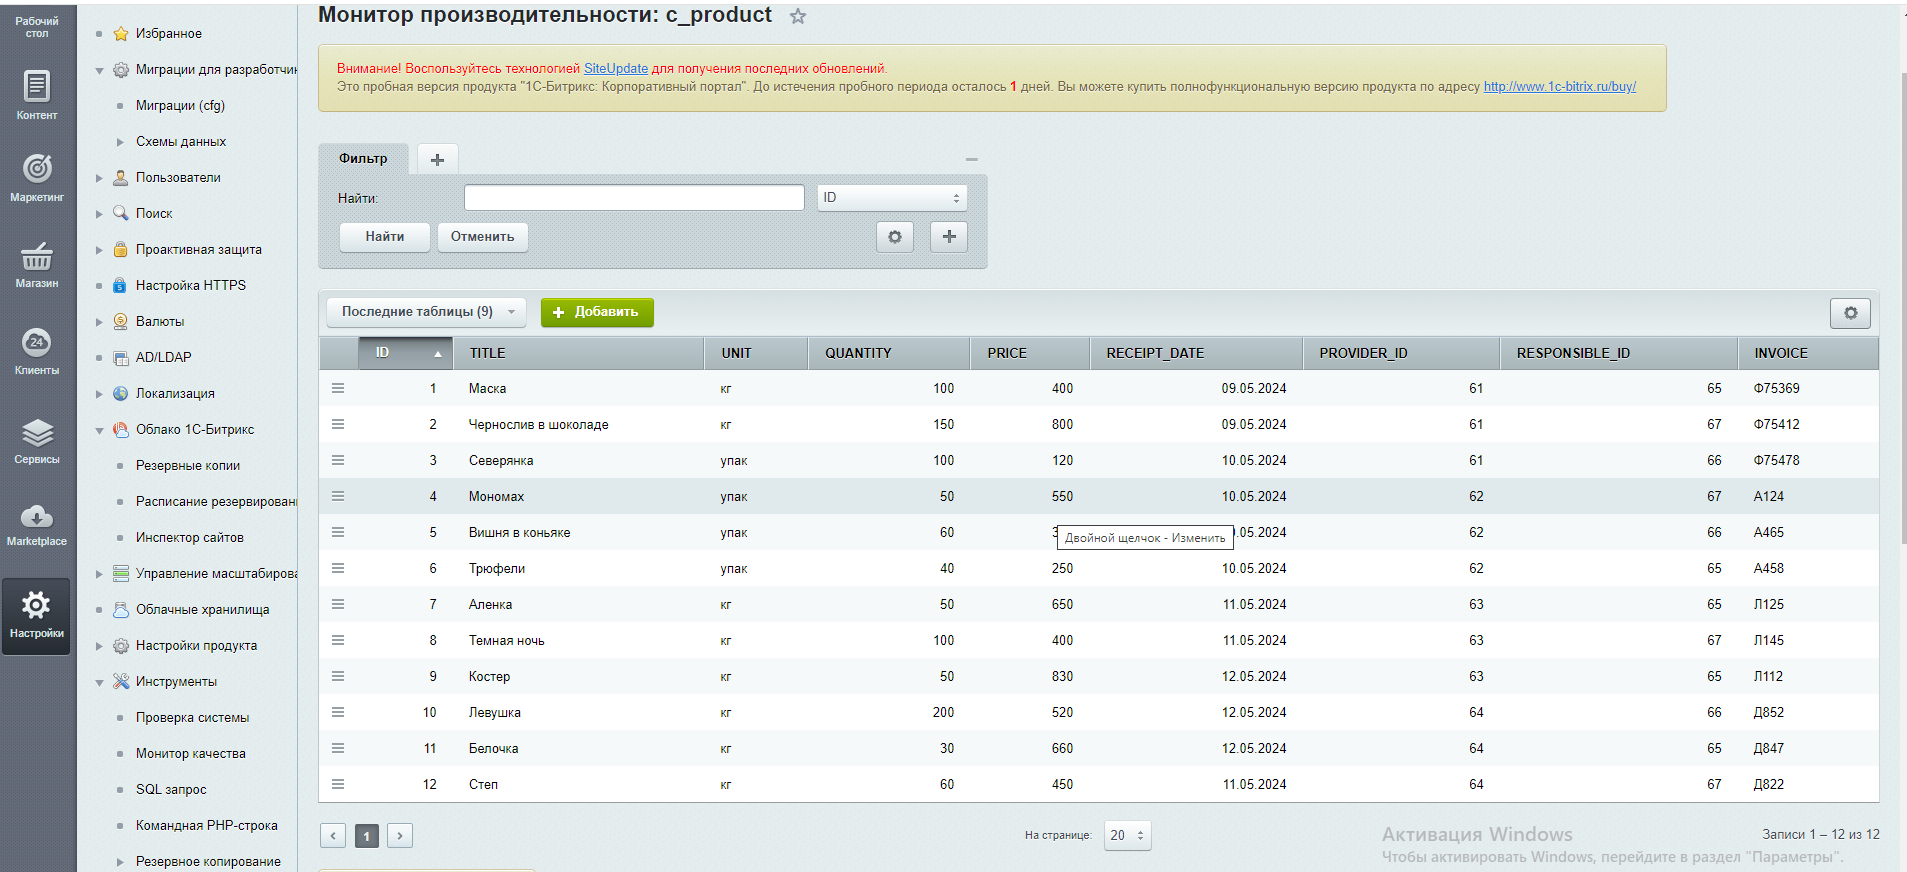 Рабочий
стол
Контент
Маркетинг
Магазин
24
Клиенты
Сервисы
Marketplace
Настройки
Избранное
Миграции для разработчи
Миграции (cfg)
Схемы данных
Пользователи
Поиск
Проактивная защита
Настройка HTTPS
Валюты
AD/LDAP
Локализация
Облако 1С-Битрикс
Резервные копии
Расписание резервирован
Инспектор сайтов
Управление масштабирова
Облачные хранилища
Настройки продукта
Инструменты
Проверка системы
Монитор качества
SQL запрос
Командная PHP-строка
Резервное копирование
Монитор производительности: c_product
Внимание! Воспользуйтесь технологией SiteUpdate для получения последних обновлений.
Это пробная версия продукта "1С-Битрикс: Корпоративный портал". До истечения пробного периода осталось 1 дней. Вы можете купить полнофункциональную версию продукта по адресу http://www.1c-bitrix.ru/buy/
Фильтр
Найти: ID
Найти Отменить
Последние таблицы (9) Добавить
ID TITLE UNIT QUANTITY PRICE RECEIPT_DATE PROVIDER_ID RESPONSIBLE_ID INVOICE
1 Маска кг 100 400 09.05.2024 61 65 Ф75369
2 Чернослив в шоколаде кг 150 800 09.05.2024 61 67 Ф75412
3 Северянка упак 100 120 10.05.2024 61 66 Ф75478
4 Мономах упак 50 550 10.05.2024 62 67 А124
5 Вишня в коньяке упак 60 .05.2024 62 66 А465
Двойной щелчок - Изменить
6 Трюфели упак 40 250 10.05.2024 62 65 А458
7 Аленка кг 50 650 11.05.2024 63 65 Л125
8 Темная ночь кг 100 400 11.05.2024 63 67 Л145
9 Костер кг 50 830 12.05.2024 63 65 Л112
10 Левушка кг 200 520 12.05.2024 64 66 Д852
11 Белочка кг 30 660 12.05.2024 64 65 Д847
12 Степ кг 60 450 11.05.2024 64 67 Д822
1 На странице: 20 Записи 1 – 12 из 12
Активация Windows
Чтобы активировать Windows, перейдите в раздел "Параметры".